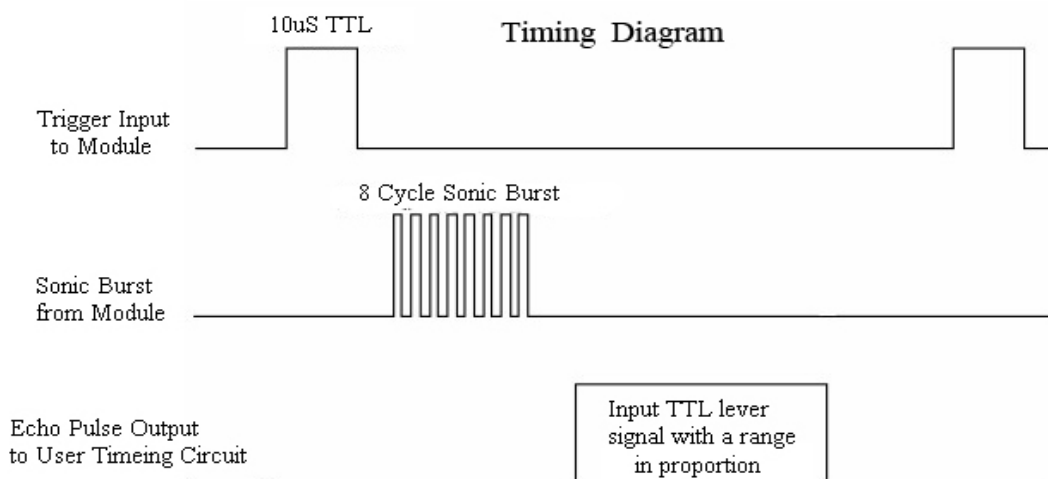 10uS TTL
Timing Diagram
Trigger Input
to Module
8 Cycle Sonic Burst
Sonic Burst
from Module
Echo Pulse Output
to User Timeing Circuit
Input TTL lever
signal with a range
in proportion